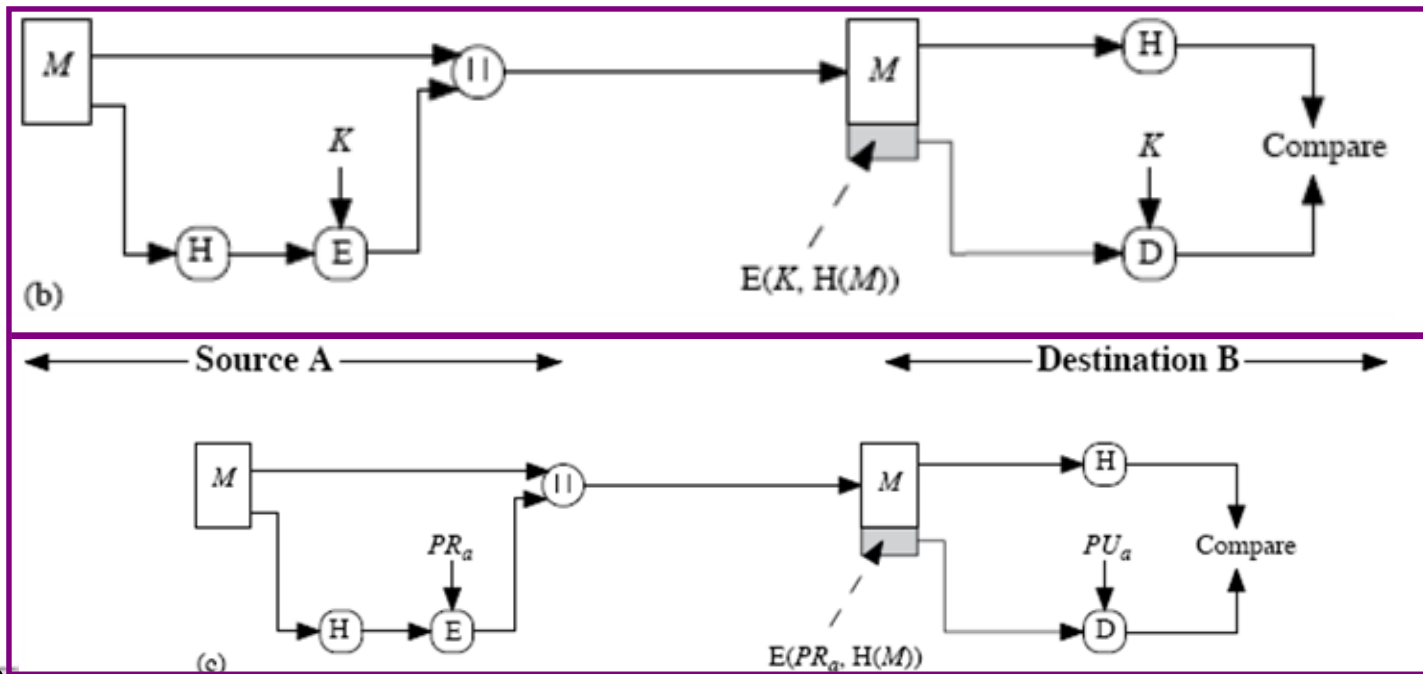 M
||
M
H
K
K
Compare
H
E
D
E(K, H(M))
(b)
Source A
Destination B
M
||
M
H
PRa
PUa
Compare
H
E
D
E(PRa, H(M))
(c)